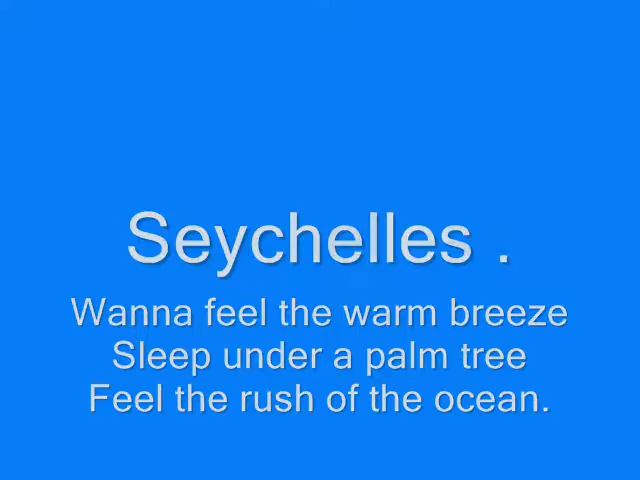 Seychelles .
Wanna feel the warm breeze
Sleep under a palm tree
Feel the rush of the ocean.